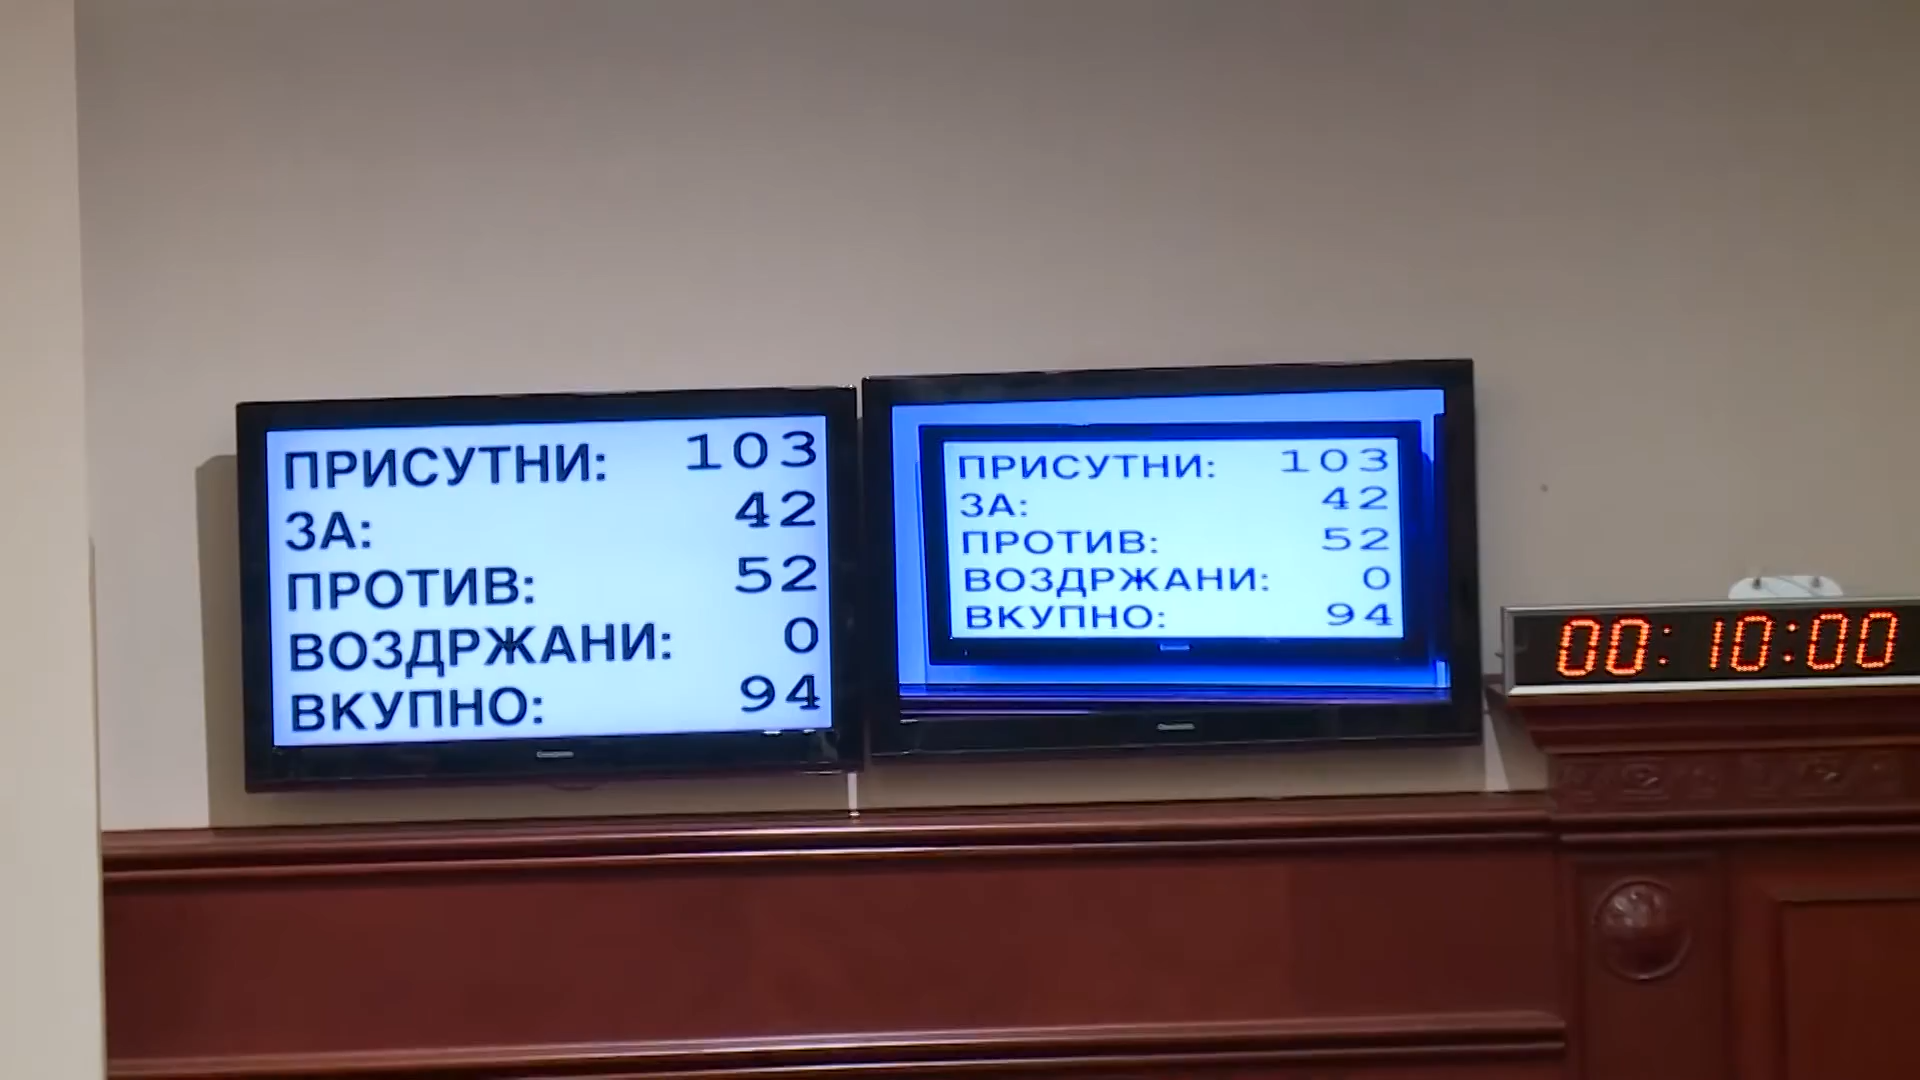 ПРИСУТНИ: 103
ЗА: 42
ПРОТИВ: 52
ВОЗДРЖАНИ: 0
ВКУПНО: 94
ПРИСУТНИ: 103
ЗА: 42
ПРОТИВ: 52
ВОЗДРЖАНИ: 0
ВКУПНО: 94
00:10:00